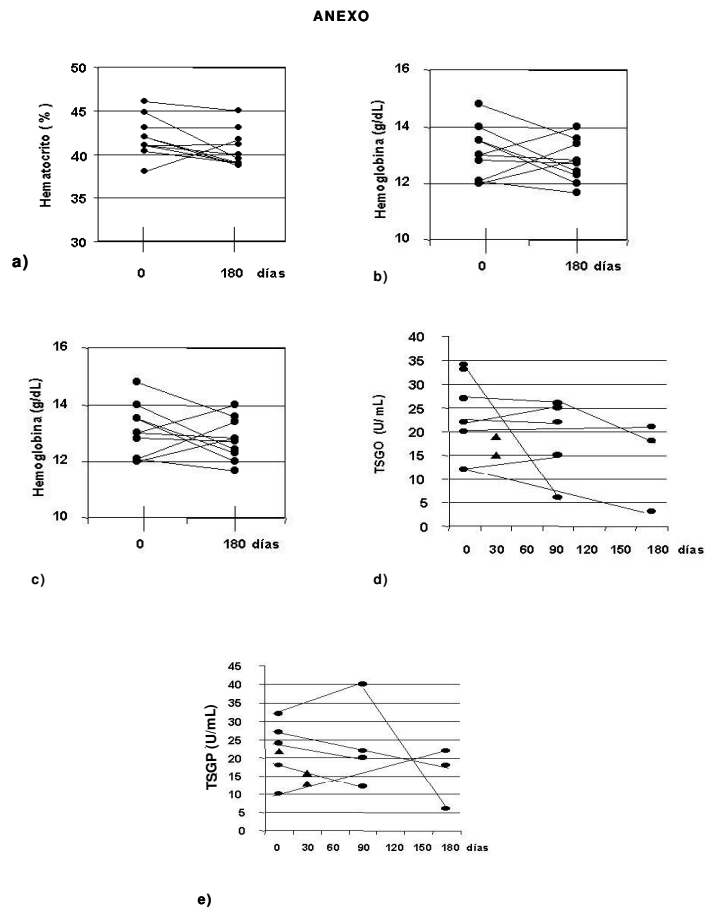 ANEXO
Hematocrito (%)
50
45
40
35
30
0 180 días
a)
Hemoglobina (g/dL)
16
14
12
10
0 180 días
b)
Hemoglobina (g/dL)
16
14
12
10
0 180 días
c)
TSGO (U/mL)
40
35
30
25
20
15
10
5
0
0 30 60 90 120 150 180 días
d)
TSGP (U/mL)
45
40
35
30
25
20
15
10
5
0
0 30 60 90 120 150 180 días
e)